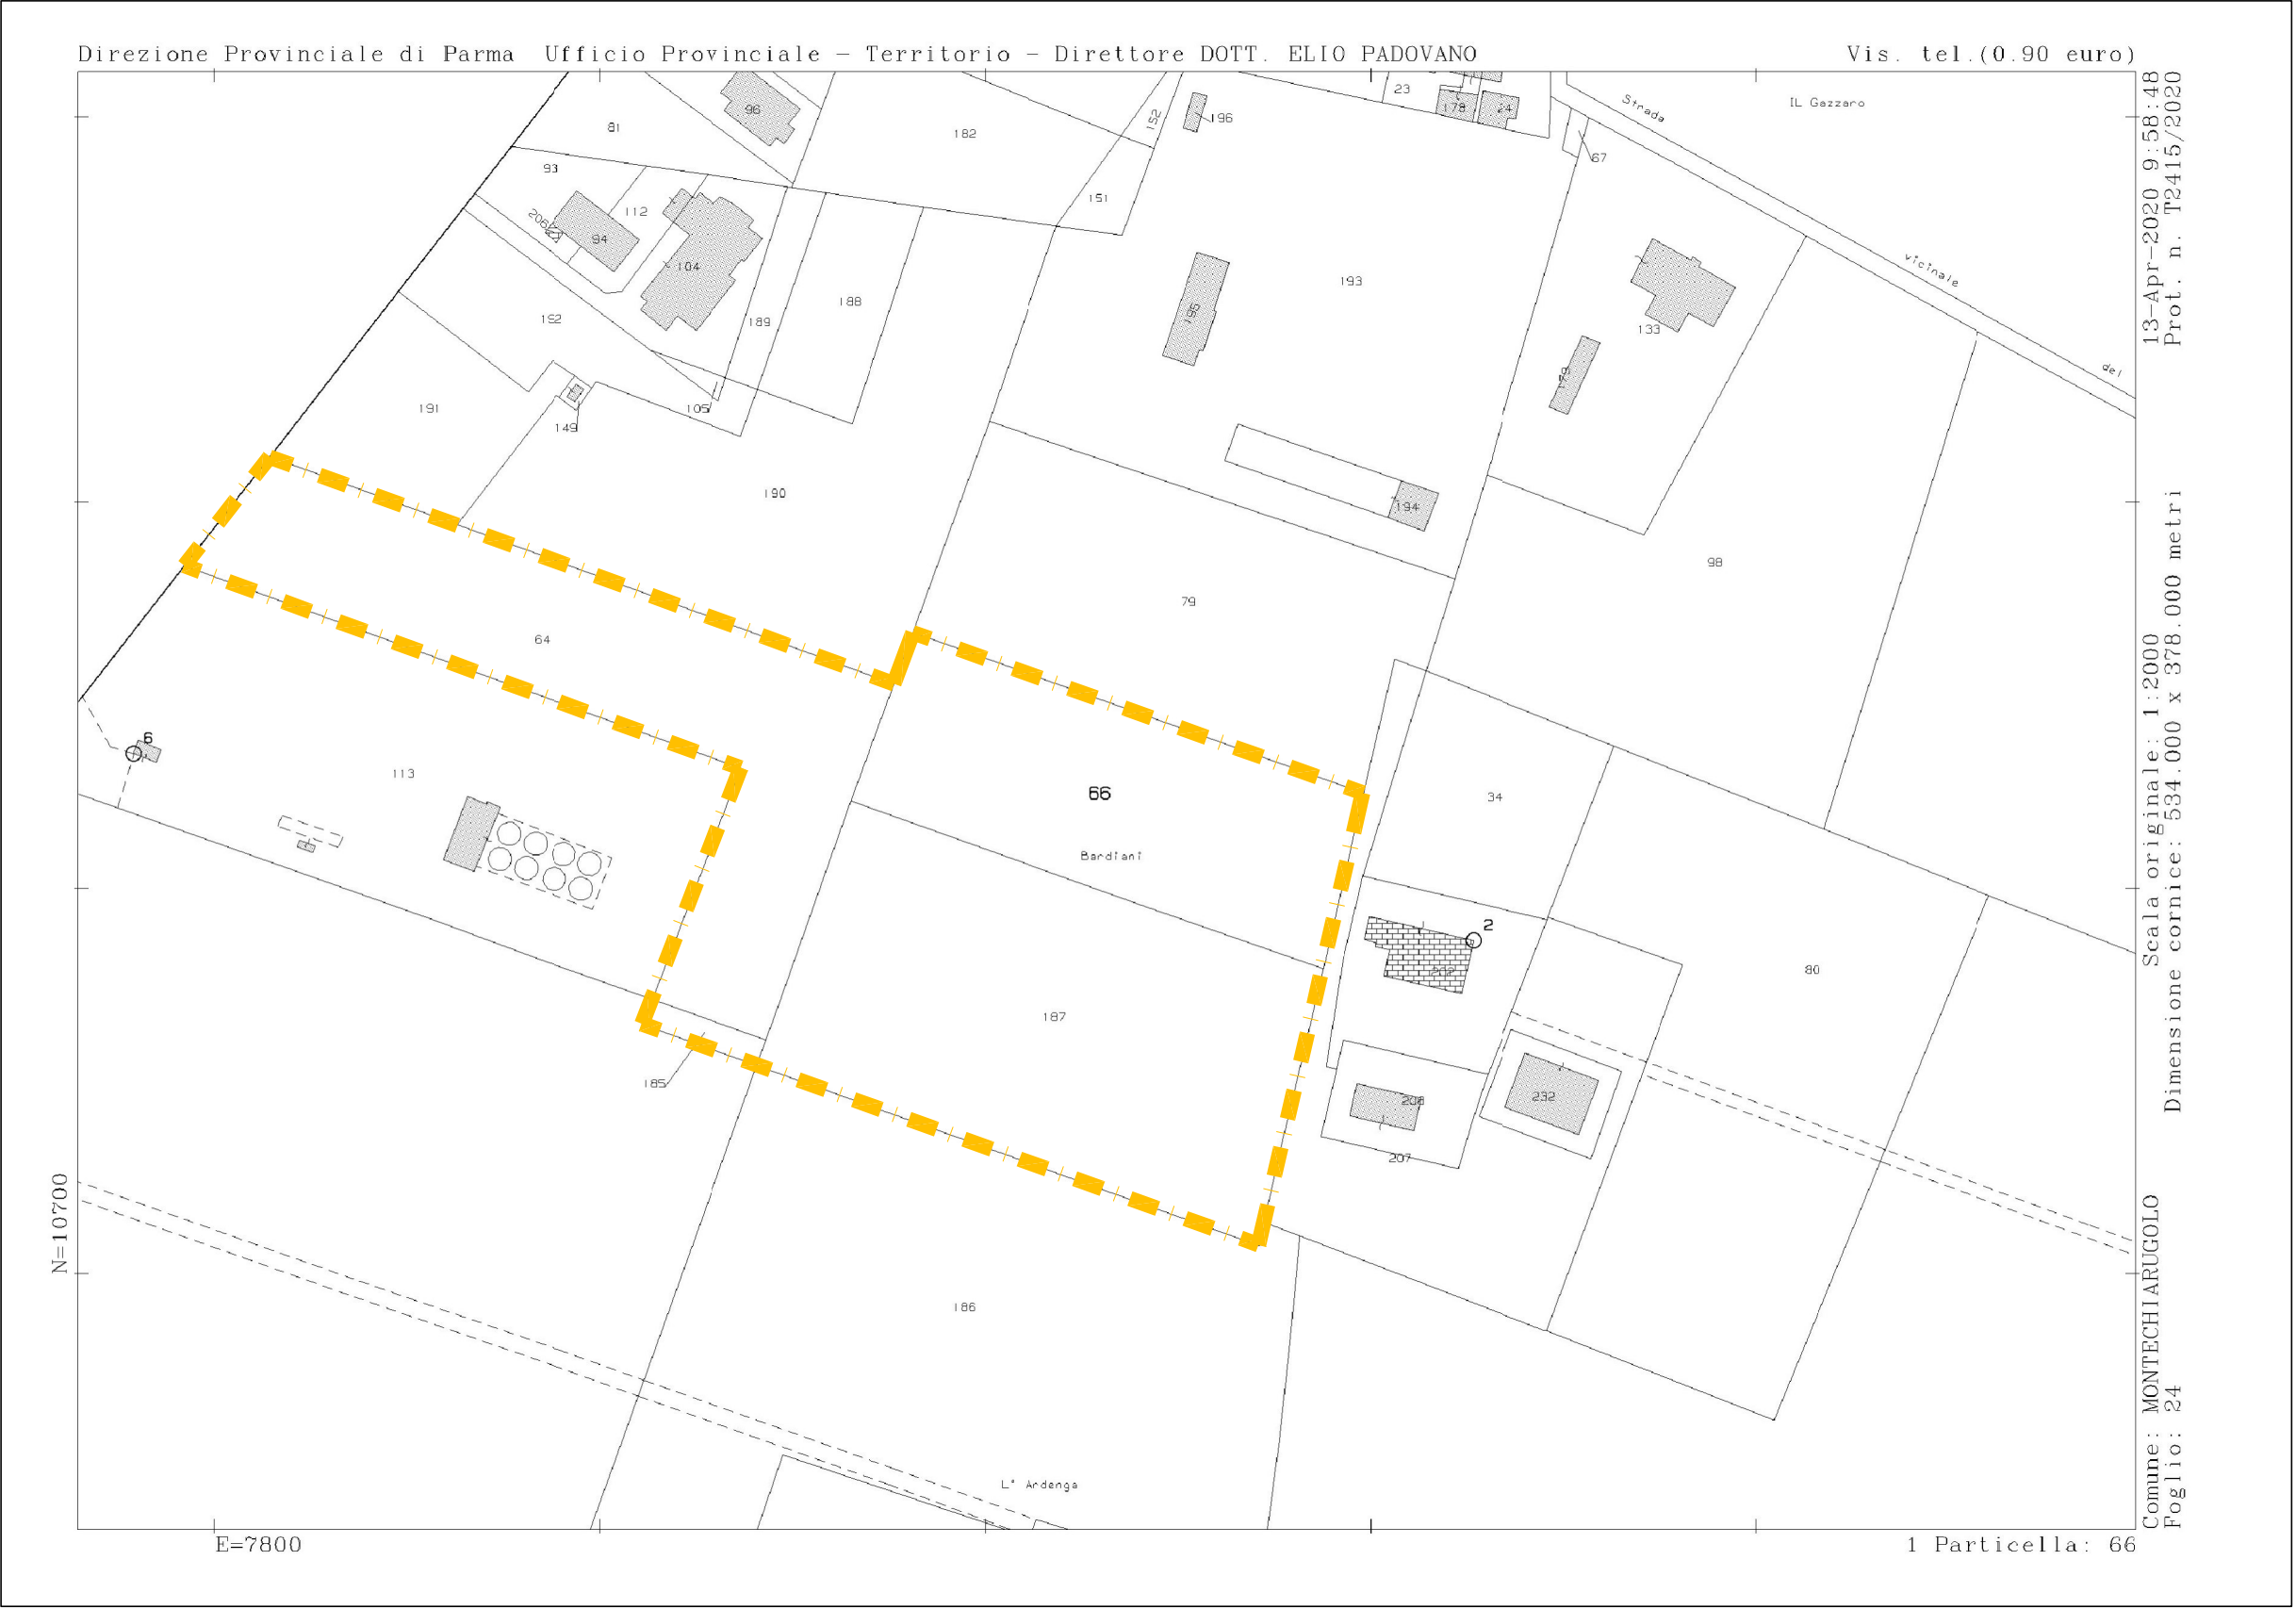 Direzione Provinciale di Parma Ufficio Provinciale - Territorio - Direttore DOTT. ELIO PADOVANO
Vis. tel.(0.90 euro)
13-Apr-2020 9:58:48
Prot. n. T2415/2020
Scala originale: 1:2000
Dimensione cornice: 534.000 x 378.000 metri
Comune: MONTECHIARUGOLO
Foglio: 24
1 Particella: 66
E=7800
N=10700
IL Gazzaro
Strada
vicinale
del
23
178
24
67
96
81
182
152
196
151
93
112
206
94
104
193
188
189
192
195
133
179
191
105
149
190
194
98
79
64
6
113
66
34
Bardiani
2
202
80
187
185
208
232
207
186
L' Ardenga